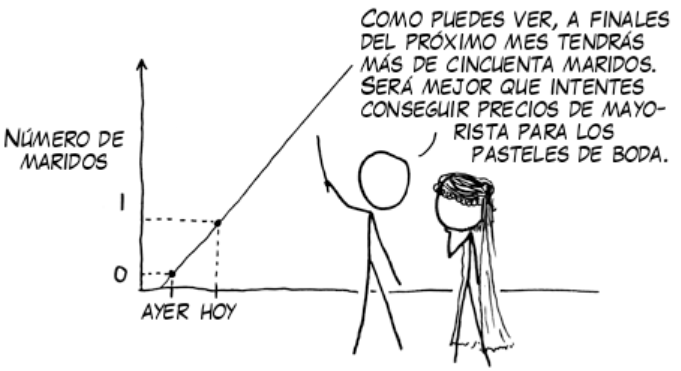 COMO PUEDES VER, A FINALES
DEL PRÓXIMO MES TENDRÁS
MÁS DE CINCUENTA MARIDOS.
SERÁ MEJOR QUE INTENTES
CONSEGUIR PRECIOS DE MAYO-
RISTA PARA LOS
PASTELES DE BODA.
NÚMERO DE
MARIDOS
1
0
AYER HOY